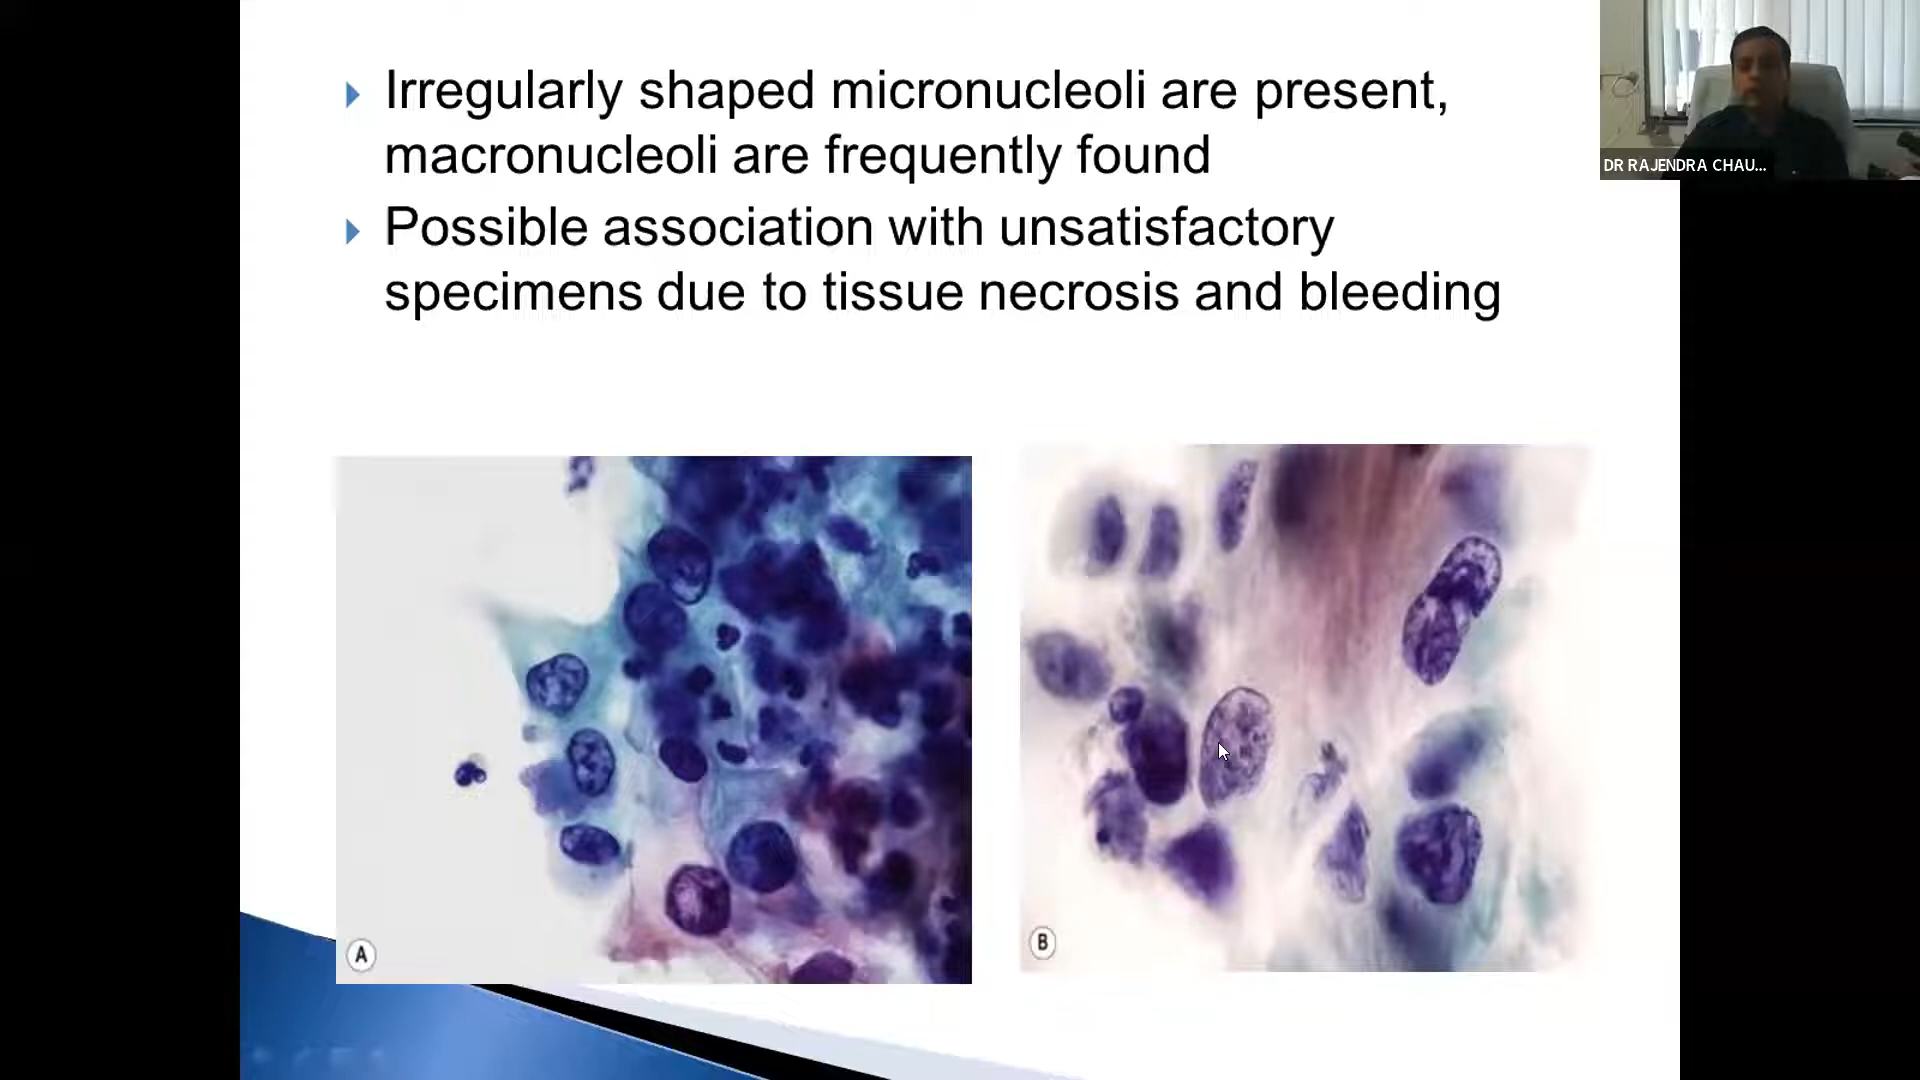 Irregularly shaped micronucleoli are present,
macronucleoli are frequently found
Possible association with unsatisfactory
specimens due to tissue necrosis and bleeding
DR RAJENDRA CHAU...
A
B